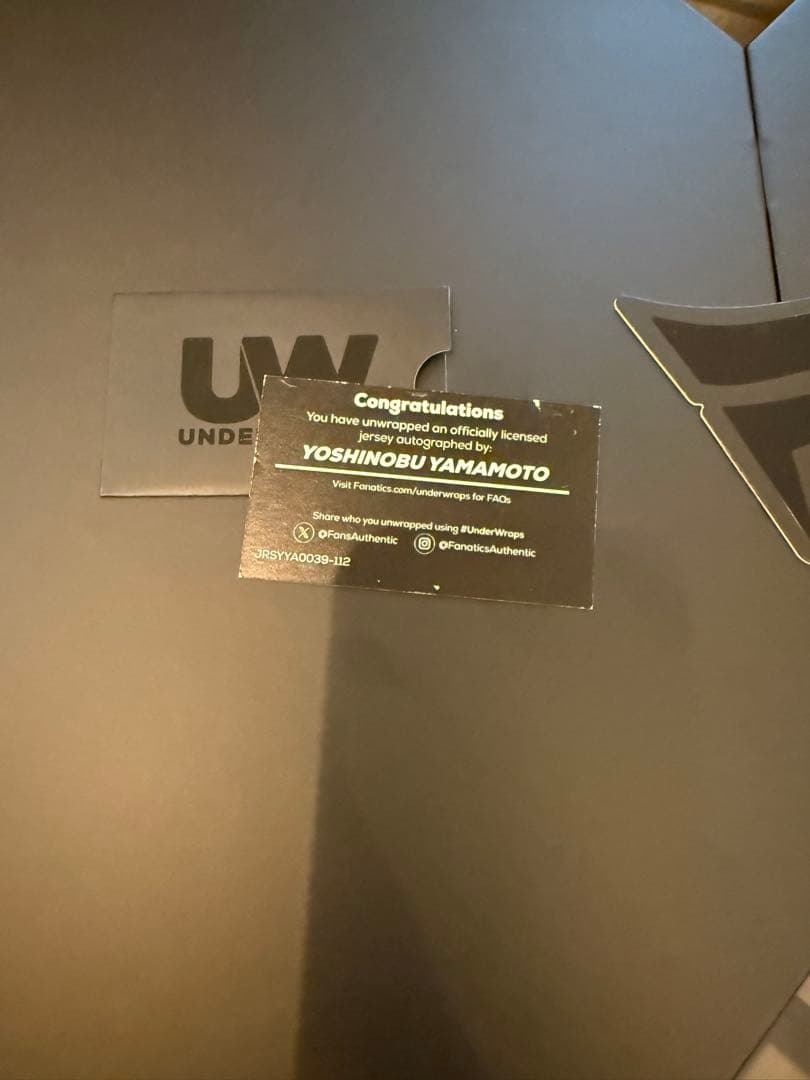 UW
UNDE
Congratulations
You have unwrapped an officially licensed
jersey autographed by:
YOSHINOBU YAMAMOTO
Visit Fanatics.com/underwraps for FAQs
Share who you unwrapped using #UnderWraps
@FansAuthentic @FanaticsAuthentic
JRSYYA0039-112